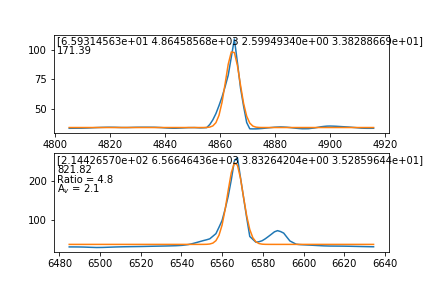 [6.59314563e+01 4.86458568e+03 2.59949340e+00 3.38288669e+01]
171.39
100
75
50
4800 4820 4840 4860 4880 4900 4920
[2.14426570e+02 6.56646436e+03 3.83264204e+00 3.52859644e+01]
821.82
Ratio = 4.8
Aᵥ = 2.1
200
100
6480 6500 6520 6540 6560 6580 6600 6620 6640